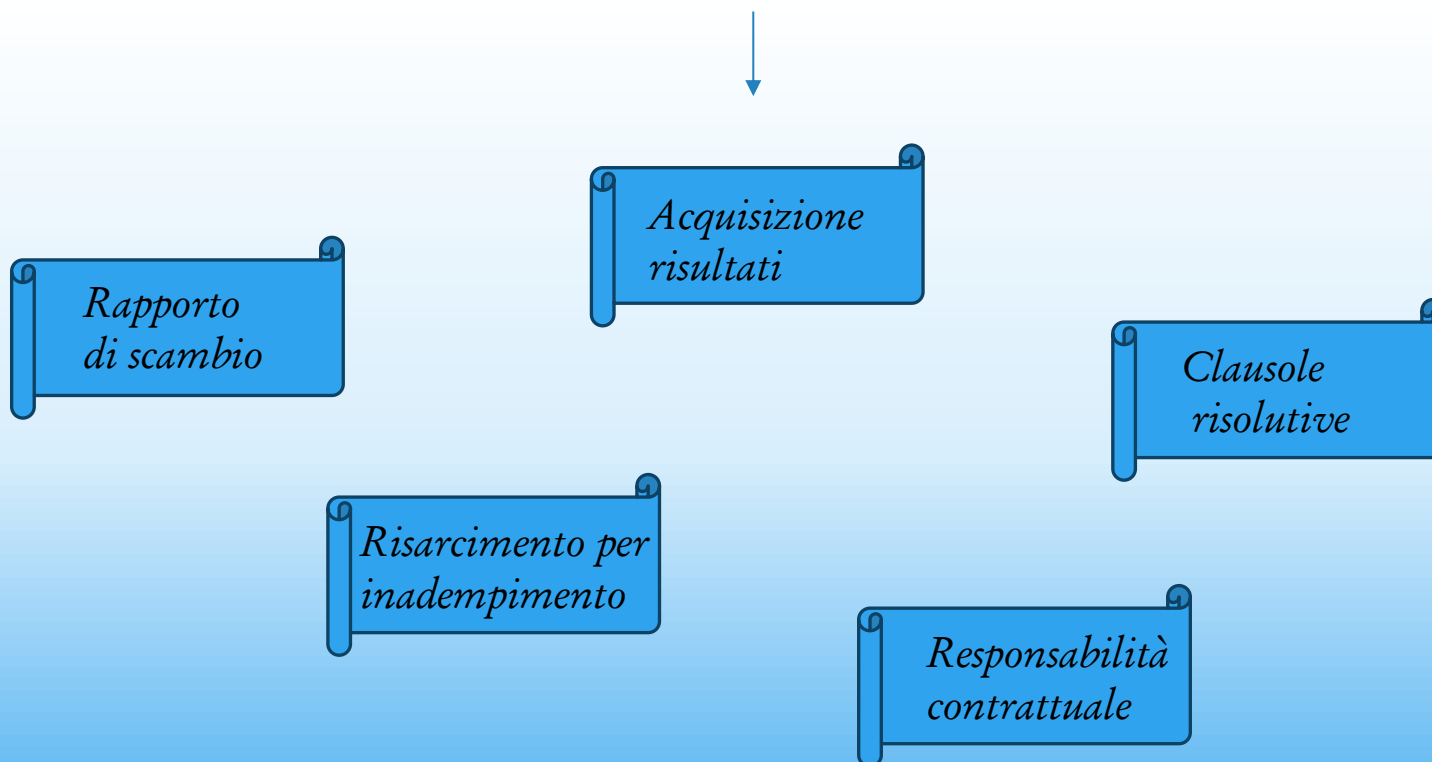 Acquisizione
risultati
Rapporto
di scambio
Clausole
risolutive
Risarcimento per
inadempimento
Responsabilità
contrattuale